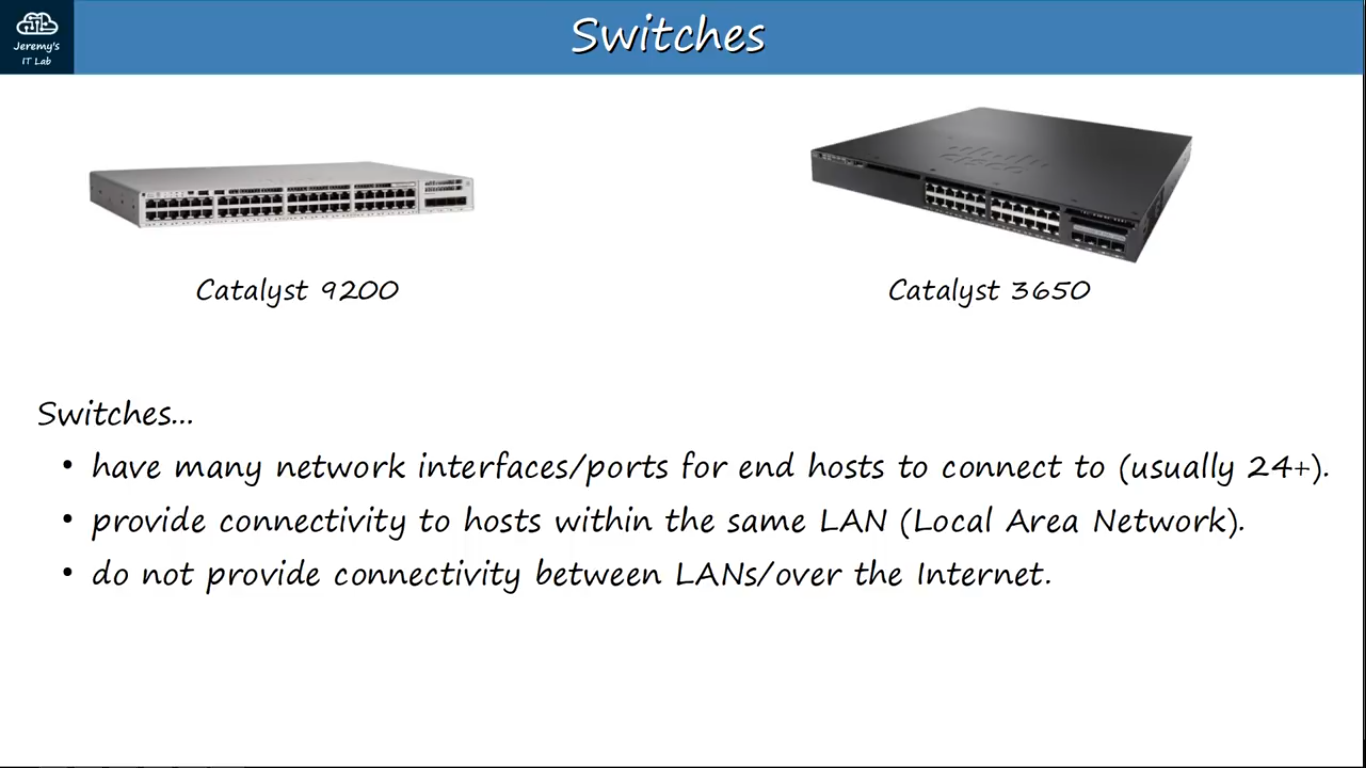 Jeremy's
IT Lab
Switches
cisco
Catalyst 9200
Catalyst 3650
Switches...
• have many network interfaces/ports for end hosts to connect to (usually 24+).
• provide connectivity to hosts within the same LAN (Local Area Network).
• do not provide connectivity between LANs/over the Internet.